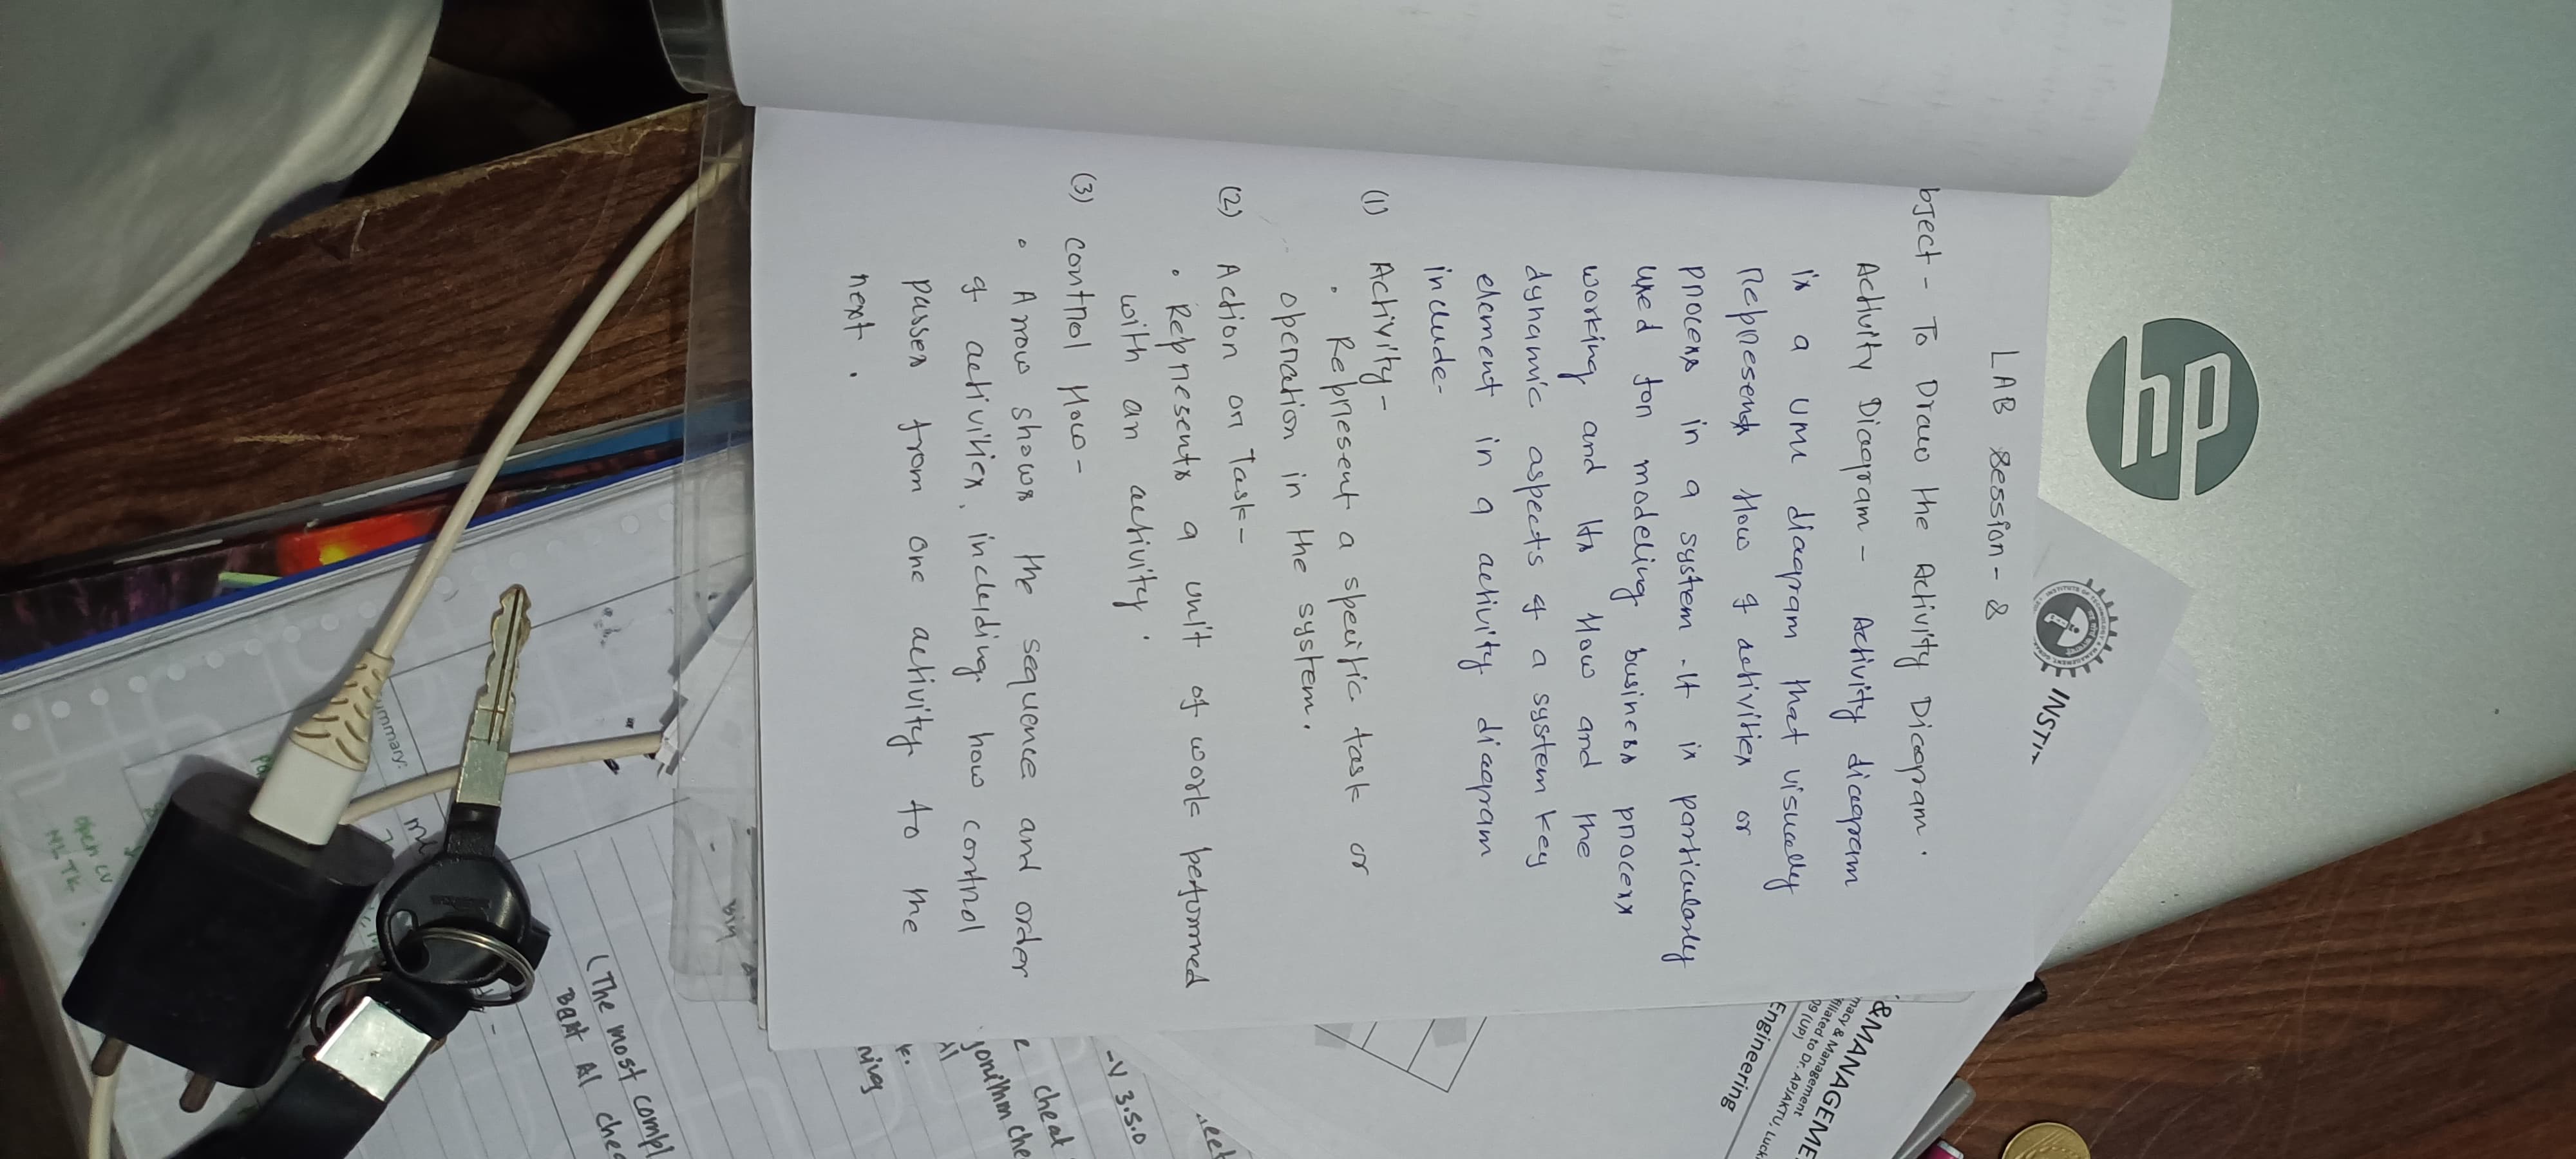 LAB Session - 8
bject - To Draw the Activity Diagram.
Activity Diagram - Activity diagram
is a UML diagram that visually
Represents flow of activities or
process in a system. It is particularly
used for modeling business process
working and its flow and the
dynamic aspects of a system key
element in a activity diagram
include-
(1) Activity-
• Represent a specific task or
operation in the system.
(2) Action or Task-
• Represents a unit of work performed
with an activity.
(3) control flow-
• Arrow shows the sequence and order
of activities, including how control
passes from one activity to the
next.
hp
INSTI
& MANAGEME
macy & Management
filiated to Dr. APJAKTU, Luck
09 (UP)
Engineering
-V 3.5.0
cheat
(The most compl
Best AI che
ummary:
open CV
NLTK